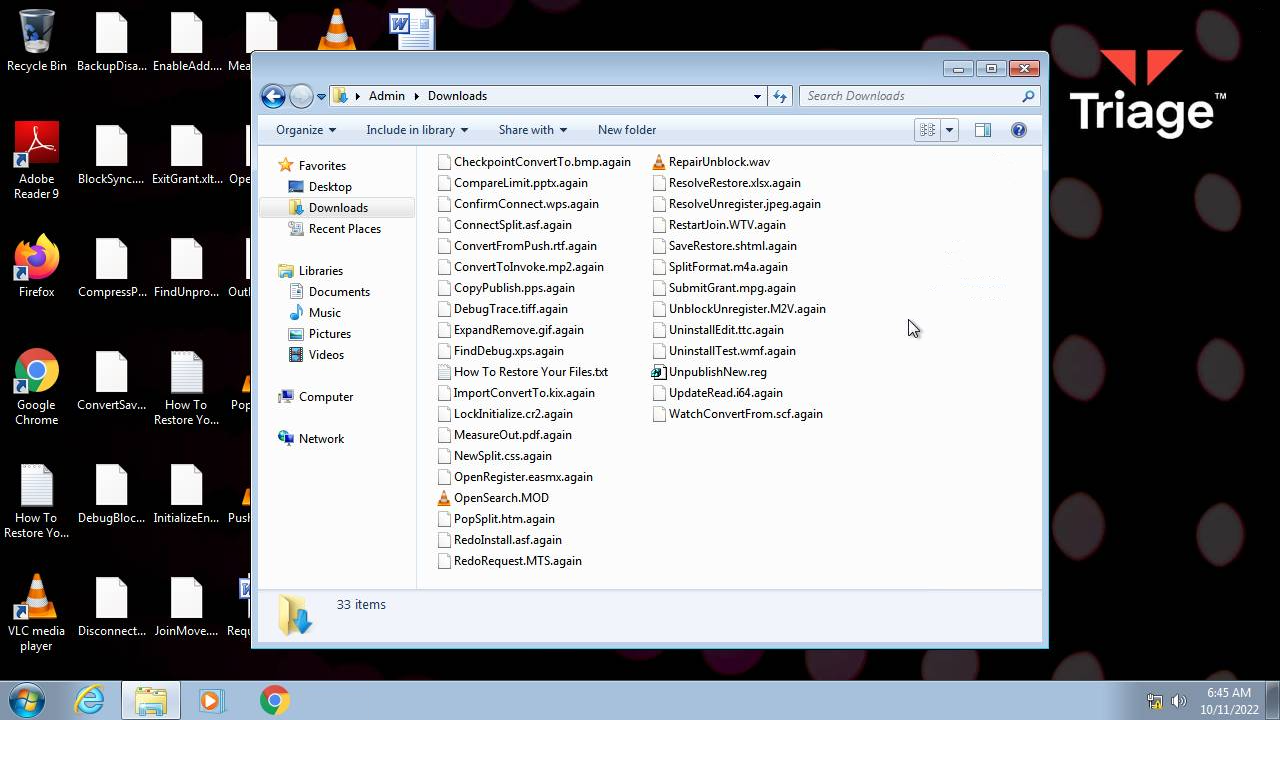 Recycle Bin
BackupDisa...
EnableAdd....
Triage™
Admin
Downloads
Search Downloads
Organize
Include in library
Share with
New folder
Adobe
Reader 9
BlockSync....
ExitGrant.xlt...
Firefox
CompressP...
FindUnpro...
Google
Chrome
ConvertSav...
How To
Restore Yo...
How To
Restore Yo...
DebugBloc...
InitializeEn...
VLC media
player
Disconnect...
JoinMove....
Favorites
Desktop
Downloads
Recent Places
Libraries
Documents
Music
Pictures
Videos
Computer
Network
CheckpointConvertTo.bmp.again
CompareLimit.pptx.again
ConfirmConnect.wps.again
ConnectSplit.asf.again
ConvertFromPush.rtf.again
ConvertToInvoke.mp2.again
CopyPublish.pps.again
DebugTrace.tiff.again
ExpandRemove.gif.again
FindDebug.xps.again
How To Restore Your Files.txt
ImportConvertTo.kix.again
LockInitialize.cr2.again
MeasureOut.pdf.again
NewSplit.css.again
OpenRegister.easmx.again
OpenSearch.MOD
PopSplit.htm.again
RedoInstall.asf.again
RedoRequest.MTS.again
RepairUnblock.wav
ResolveRestore.xlsx.again
ResolveUnregister.jpeg.again
RestartJoin.WTV.again
SaveRestore.shtml.again
SplitFormat.m4a.again
SubmitGrant.mpg.again
UnblockUnregister.M2V.again
UninstallEdit.ttc.again
UninstallTest.wmf.again
UnpublishNew.reg
UpdateRead.i64.again
WatchConvertFrom.scf.again
33 items
6:45 AM
10/11/2022